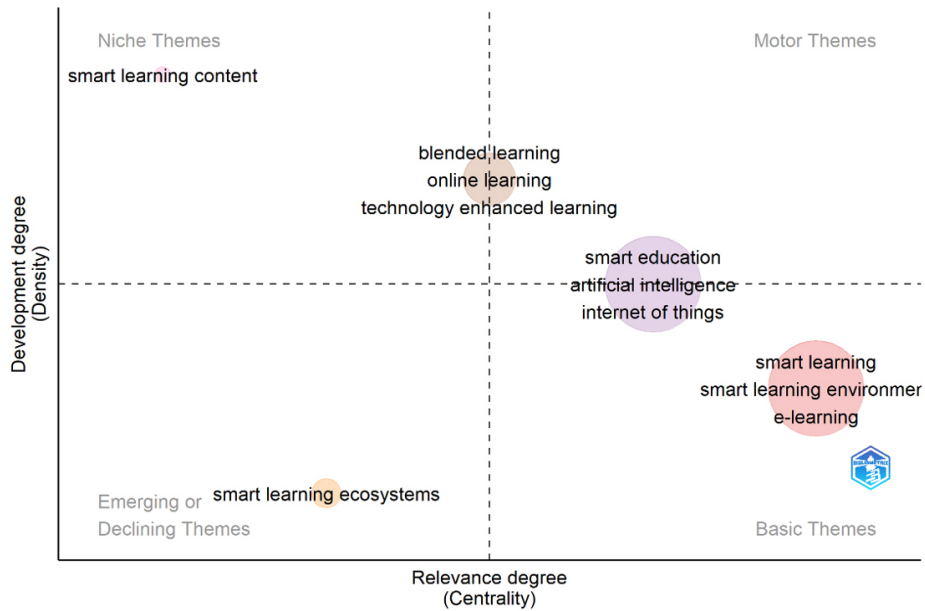 Niche Themes
Motor Themes
smart learning content
blended learning
online learning
technology enhanced learning
smart education
artificial intelligence
internet of things
smart learning
smart learning environmer
e-learning
smart learning ecosystems
Emerging or
Declining Themes
Basic Themes
Development degree
(Density)
Relevance degree
(Centrality)